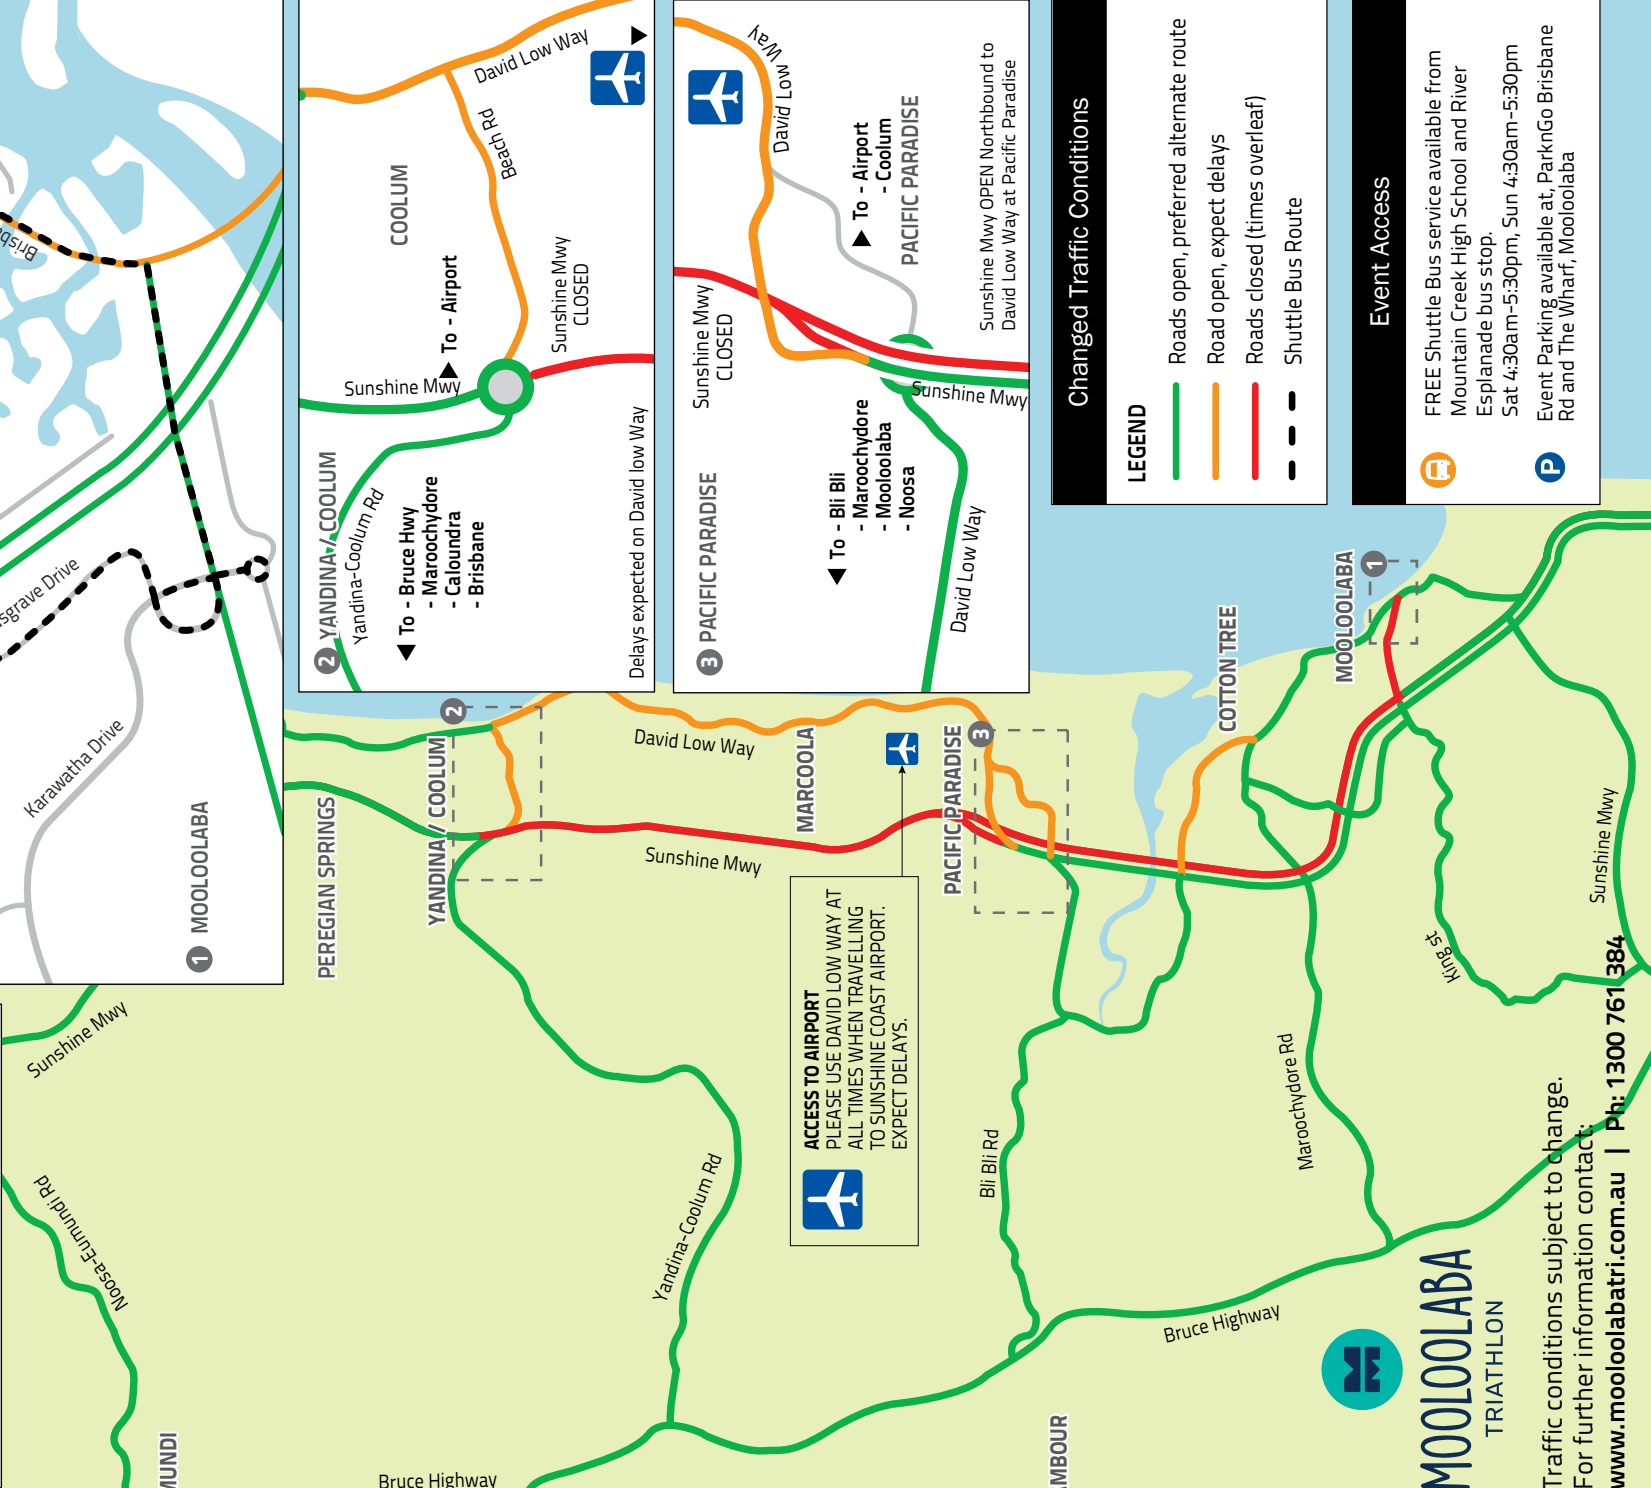 Brisba
sgrave Drive
Karawatha Drive
1 MOOLOOLABA
2 YANDINA / COOLUM
Yandina-Coolum Rd
To - Bruce Hwy
- Maroochydore
- Caloundra
- Brisbane
Sunshine Mwy
To - Airport
COOLUM
Beach Rd
David Low Way
Sunshine Mwy
CLOSED
Delays expected on David low Way
3 PACIFIC PARADISE
Sunshine Mwy
CLOSED
David Low Way
Way
To - Bli Bli
- Maroochydore
- Mooloolaba
- Noosa
To - Airport
- Coolum
PACIFIC PARADISE
Sunshine Mwy
David Low Way
Sunshine Mwy OPEN Northbound to
David Low Way at Pacific Paradise
Changed Traffic Conditions
LEGEND
Roads open, preferred alternate route
Road open, expect delays
Roads closed (times overleaf)
Shuttle Bus Route
Event Access
FREE Shuttle Bus service available from
Mountain Creek High School and River
Esplanade bus stop.
Sat 4:30am-5:30pm, Sun 4:30am-5:30pm
P
Event Parking available at, ParknGo Brisbane
Rd and The Wharf, Mooloolaba
Sunshine Mwy
Noosa-Eumundi Rd
MUNDI
PEREGIAN SPRINGS
YANDINA / COOLUM
2
David Low Way
MARCOOLA
Sunshine Mwy
PACIFIC PARADISE
3
COTTON TREE
MOOLOOLABA
1
ACCESS TO AIRPORT
PLEASE USE DAVID LOW WAY AT
ALL TIMES WHEN TRAVELLING
TO SUNSHINE COAST AIRPORT.
EXPECT DELAYS.
Yandina-Coolum Rd
Bli Bli Rd
Maroochydore Rd
King st
Sunshine Mwy
Bruce Highway
Bruce Highway
MBOUR
MOOLOOLABA
TRIATHLON
Traffic conditions subject to change.
For further information contact:
www.mooloolabatri.com.au | Ph: 1300 761 384